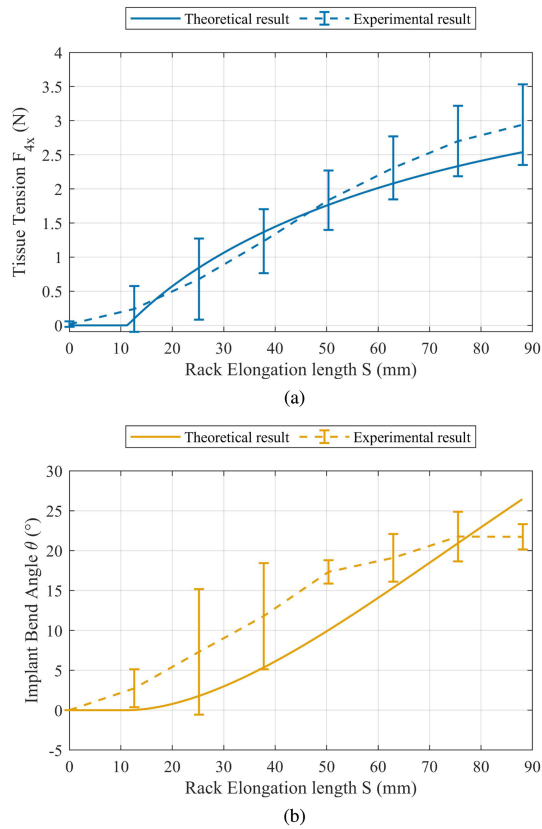 Theoretical result Experimental result
4
3.5
3
2.5
2
1.5
1
0.5
0
Tissue Tension F4x (N)
0 10 20 30 40 50 60 70 80 90
Rack Elongation length S (mm)
(a)
Theoretical result Experimental result
30
25
20
15
10
5
0
-5
Implant Bend Angle θ (°)
0 10 20 30 40 50 60 70 80 90
Rack Elongation length S (mm)
(b)